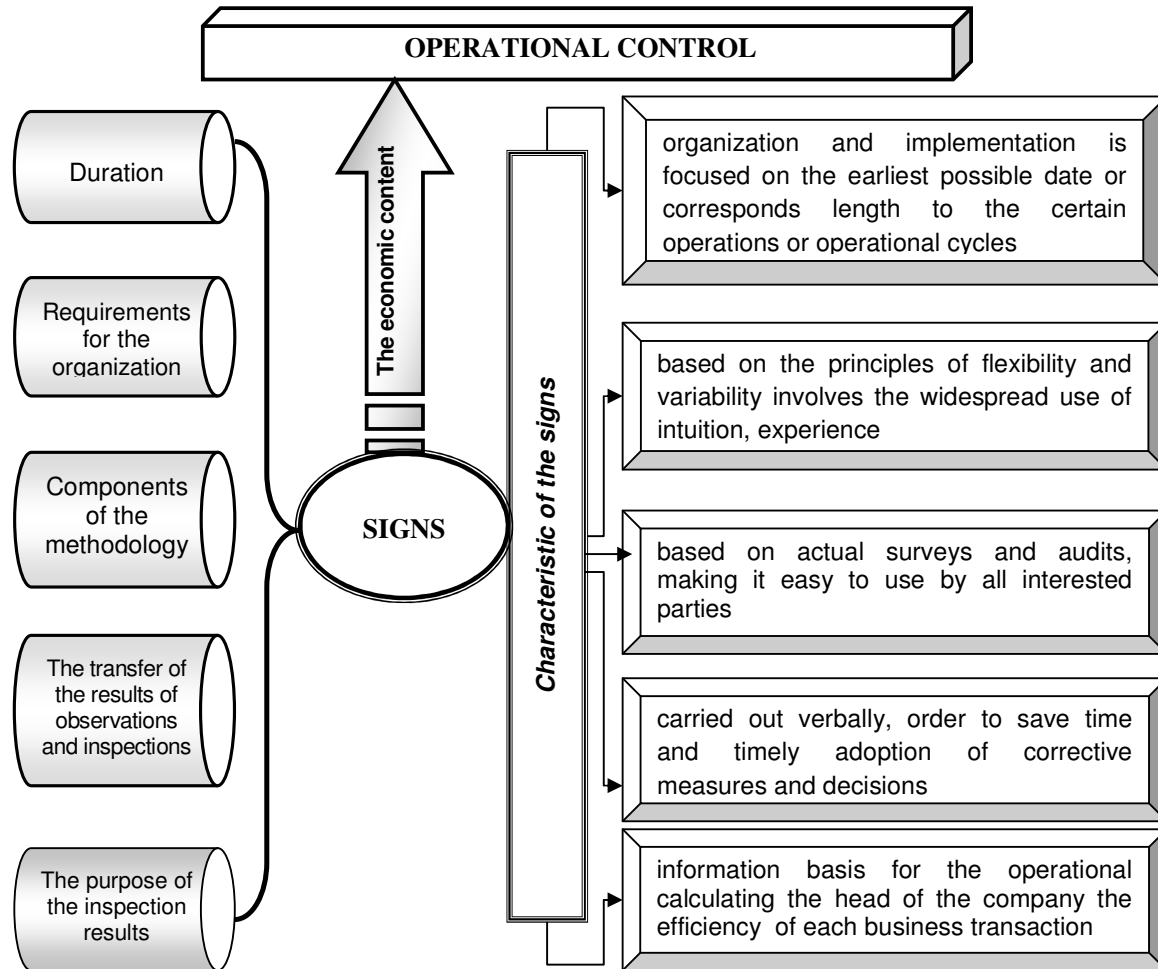 OPERATIONAL CONTROL
Duration
Requirements
for the
organization
Components
of the
methodology
The transfer of
the results of
observations
and inspections
The purpose of
the inspection
results
The economic content
SIGNS
Characteristic of the signs
organization and implementation is
focused on the earliest possible date or
corresponds length to the certain
operations or operational cycles
based on the principles of flexibility and
variability involves the widespread use of
intuition, experience
based on actual surveys and audits,
making it easy to use by all interested
parties
carried out verbally, order to save time
and timely adoption of corrective
measures and decisions
information basis for the operational
calculating the head of the company the
efficiency of each business transaction